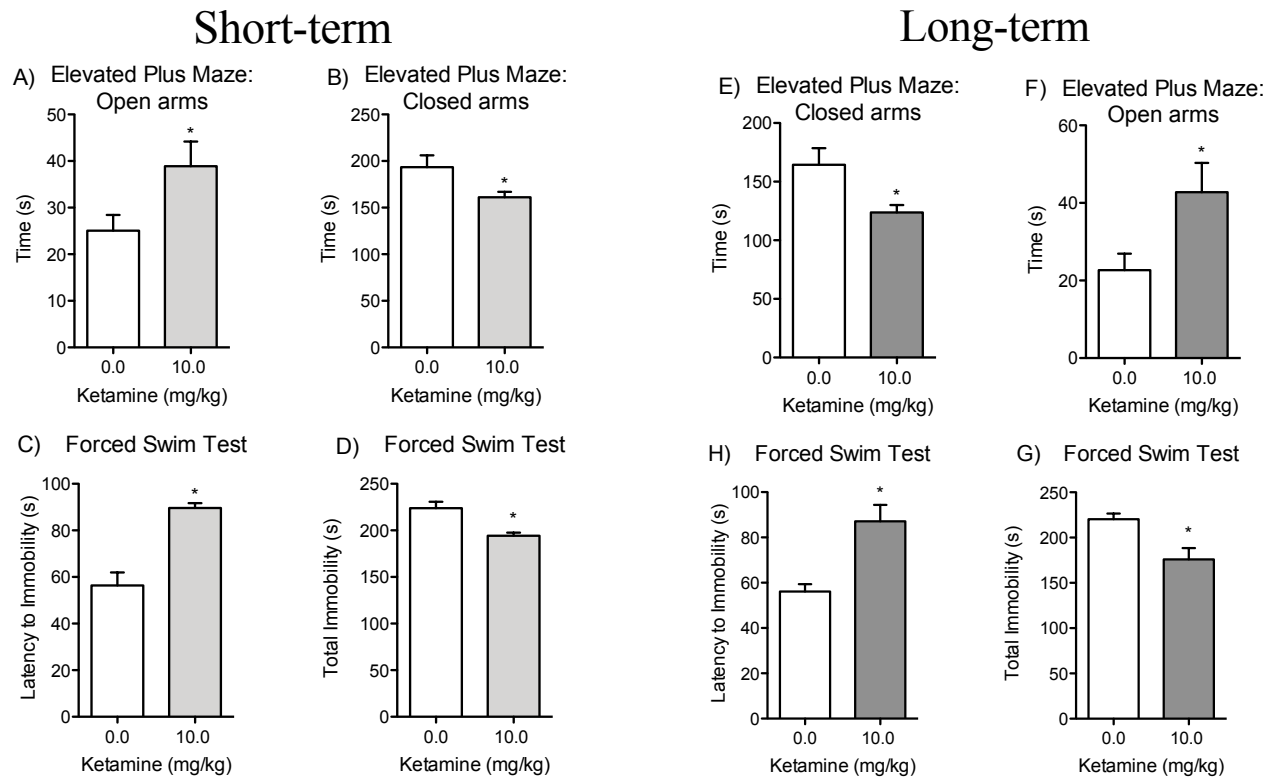 Short-term
A) Elevated Plus Maze:
Open arms
Time (s)
50
40
30
20
10
0
*
0.0 10.0
Ketamine (mg/kg)
B) Elevated Plus Maze:
Closed arms
Time (s)
250
200
150
100
50
0
*
0.0 10.0
Ketamine (mg/kg)
C) Forced Swim Test
Latency to Immobility (s)
100
80
60
40
20
0
*
0.0 10.0
Ketamine (mg/kg)
D) Forced Swim Test
Total Immobility (s)
250
200
150
100
50
0
*
0.0 10.0
Ketamine (mg/kg)
Long-term
E) Elevated Plus Maze:
Closed arms
Time (s)
200
150
100
50
0
*
0.0 10.0
Ketamine (mg/kg)
F) Elevated Plus Maze:
Open arms
Time (s)
60
40
20
0
*
0.0 10.0
Ketamine (mg/kg)
H) Forced Swim Test
Latency to Immobility (s)
100
80
60
40
20
0
*
0.0 10.0
Ketamine (mg/kg)
G) Forced Swim Test
Total Immobility (s)
250
200
150
100
50
0
*
0.0 10.0
Ketamine (mg/kg)